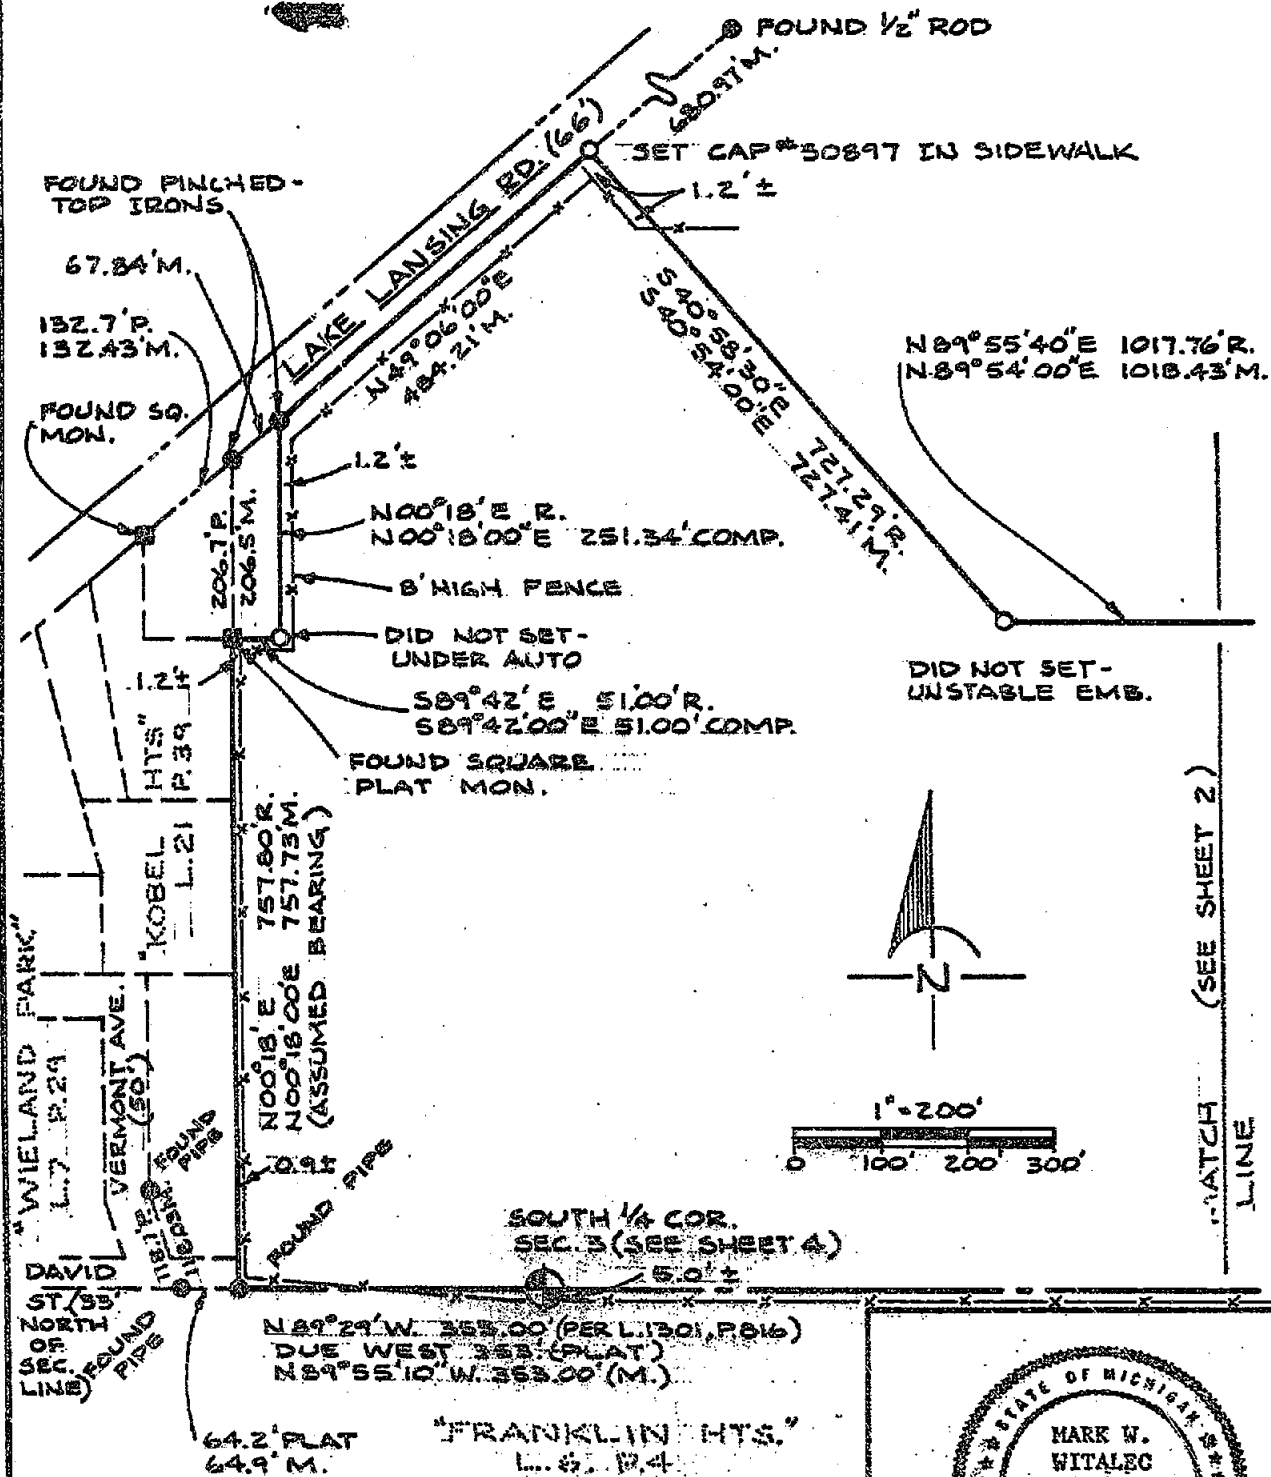 FOUND 1/2" ROD
680.97'M.
LAKE LANSING RD. (66')
SET CAP #50897 IN SIDEWALK
1.2'±
FOUND PINCHED-
TOP IRONS
67.84'M.
132.7'P.
132.43'M.
FOUND SQ.
MON.
N49°06'00"E
484.21'M.
S40°58'30"E 727.29'R.
S40°54'00"E 727.41'M.
N89°55'40"E 1017.76'R.
N89°54'00"E 1018.43'M.
206.7'P.
206.5'M.
1.2'±
N00°18'E R.
N00°18'00"E 251.34'COMP.
8' HIGH FENCE
DID NOT SET-
UNDER AUTO
DID NOT SET-
UNSTABLE EMB.
1.2'±
S89°42'E 51.00'R.
S89°42'00"E 51.00'COMP.
FOUND SQUARE
PLAT MON.
"KOBEL HTS"
L.21 P.39
N00°18'E 757.80'R.
N00°18'00"E 757.73'M.
(ASSUMED BEARING)
"WIELAND PARK"
L.7 P.29
VERMONT AVE.
(50')
FOUND
PIPE
118.1'P.
0.9±
FOUND PIPE
N
1"=200'
0 100' 200' 300'
MATCH (SEE SHEET 2)
LINE
SOUTH 1/4 COR.
SEC. 3 (SEE SHEET 4)
5.0'±
DAVID
ST. (33'
NORTH
OF
SEC.
LINE)
FOUND
PIPE
N89°29'W. 353.00'(PER L.1301, P.816)
DUE WEST 353'(PLAT)
N89°55'10"W. 353.00'(M.)
64.2'PLAT
64.9'M.
"FRANKLIN HTS."
L. 6. P.4
STATE OF MICHIGAN
MARK W.
WITALEC